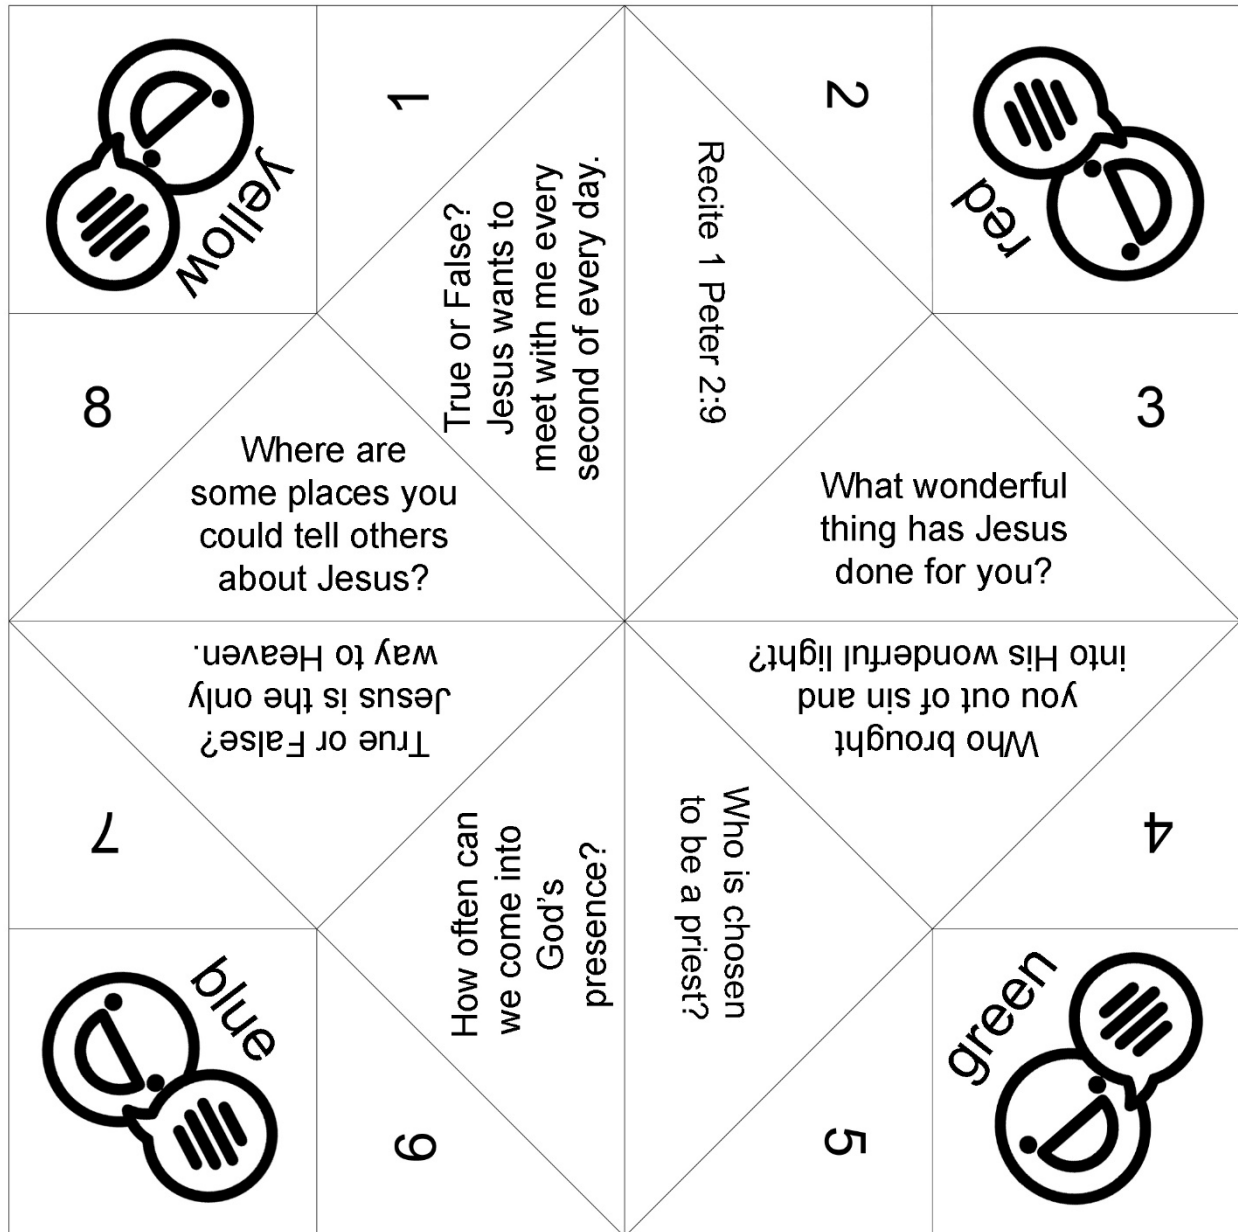 yellow
1
True or False?
Jesus wants to
meet with me every
second of every day.
2
Recite 1 Peter 2:9
red
3
What wonderful
thing has Jesus
done for you?
4
Who brought
you out of sin and
into His wonderful light?
green
5
Who is chosen
to be a priest?
6
How often can
we come into
God's
presence?
blue
7
True or False?
Jesus is the only
way to Heaven.
8
Where are
some places you
could tell others
about Jesus?